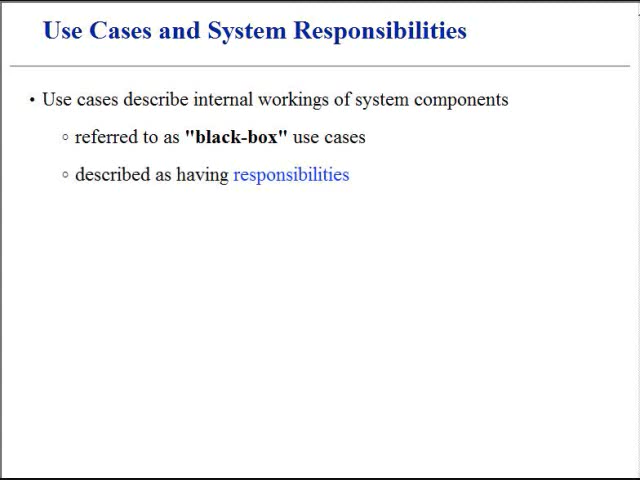 Use Cases and System Responsibilities
• Use cases describe internal workings of system components
○ referred to as "black-box" use cases
○ described as having responsibilities